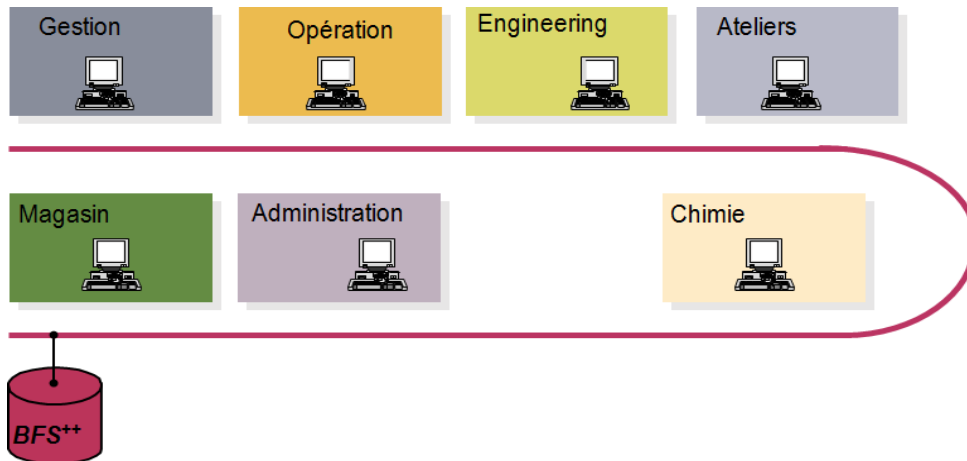 Gestion
Opération
Engineering
Ateliers
Magasin
Administration
Chimie
BFS++